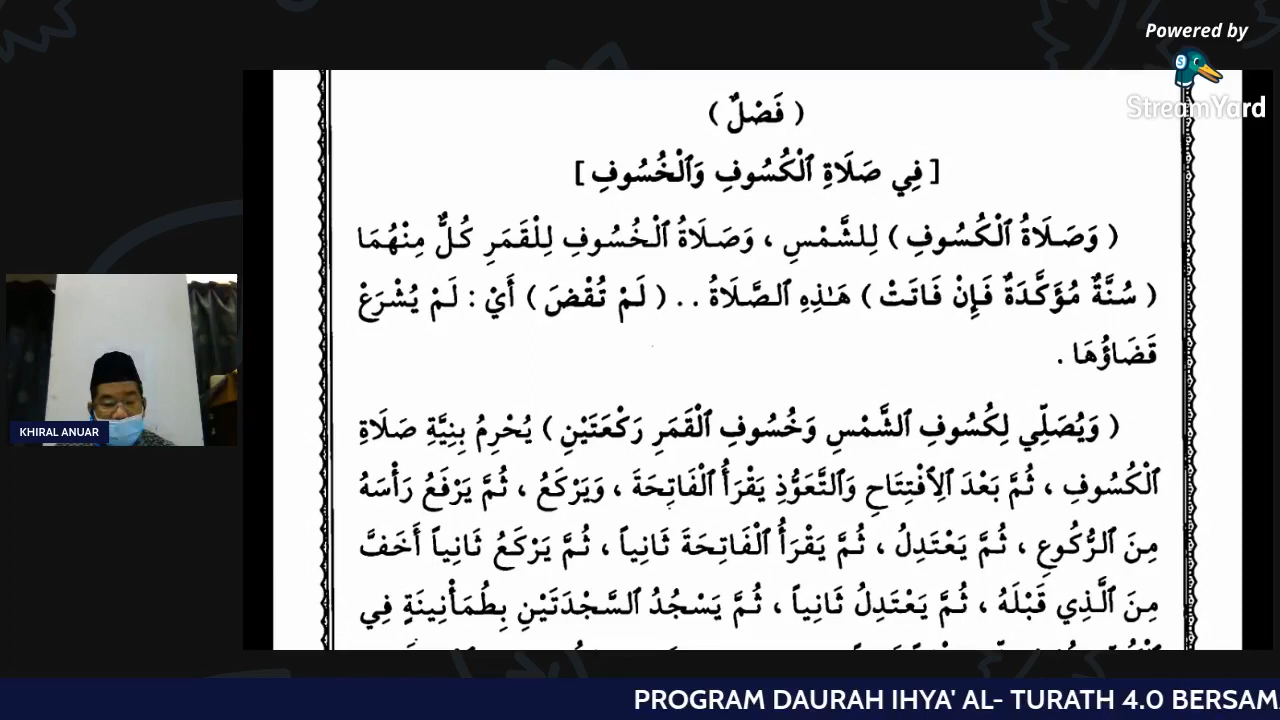 Powered by
StreamYard
( فَصْلٌ )
[ فِي صَلَاةِ ٱلْكُسُوفِ وَٱلْخُسُوفِ ]
( وَصَلَاةُ ٱلْكُسُوفِ ) لِلشَّمْسِ ، وَصَلَاةُ ٱلْخُسُوفِ لِلْقَمَرِ كُلٌّ مِنْهُمَا
( سُنَّةٌ مُؤَكَّدَةٌ فَإِنْ فَاتَتْ ) هَـٰذِهِ ٱلصَّلَاةُ . . ( لَمْ تُقْضَ ) أَيْ : لَمْ يُشْرَعْ
قَضَاؤُهَا .
( وَيُصَلِّي لِكُسُوفِ ٱلشَّمْسِ وَخُسُوفِ ٱلْقَمَرِ رَكْعَتَيْنِ ) يُحْرِمُ بِنِيَّةِ صَلَاةِ
ٱلْكُسُوفِ ، ثُمَّ بَعْدَ ٱلِافْتِتَاحِ وَٱلتَّعَوُّذِ يَقْرَأُ ٱلْفَاتِحَةَ ، وَيَرْكَعُ ، ثُمَّ يَرْفَعُ رَأْسَهُ
مِنَ ٱلرُّكُوعِ ، ثُمَّ يَعْتَدِلُ ، ثُمَّ يَقْرَأُ ٱلْفَاتِحَةَ ثَانِياً ، ثُمَّ يَرْكَعُ ثَانِياً أَخَفَّ
مِنَ ٱلَّذِي قَبْلَهُ ، ثُمَّ يَعْتَدِلُ ثَانِياً ، ثُمَّ يَسْجُدُ ٱلسَّجْدَتَيْنِ بِطُمَأْنِينَةٍ فِي
KHIRAL ANUAR
PROGRAM DAURAH IHYA' AL- TURATH 4.0 BERSAM